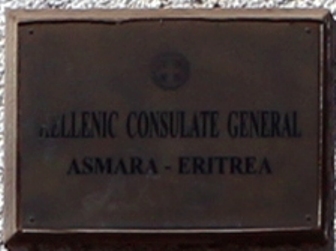 HELLENIC CONSULATE GENERAL
ASMARA - ERITREA